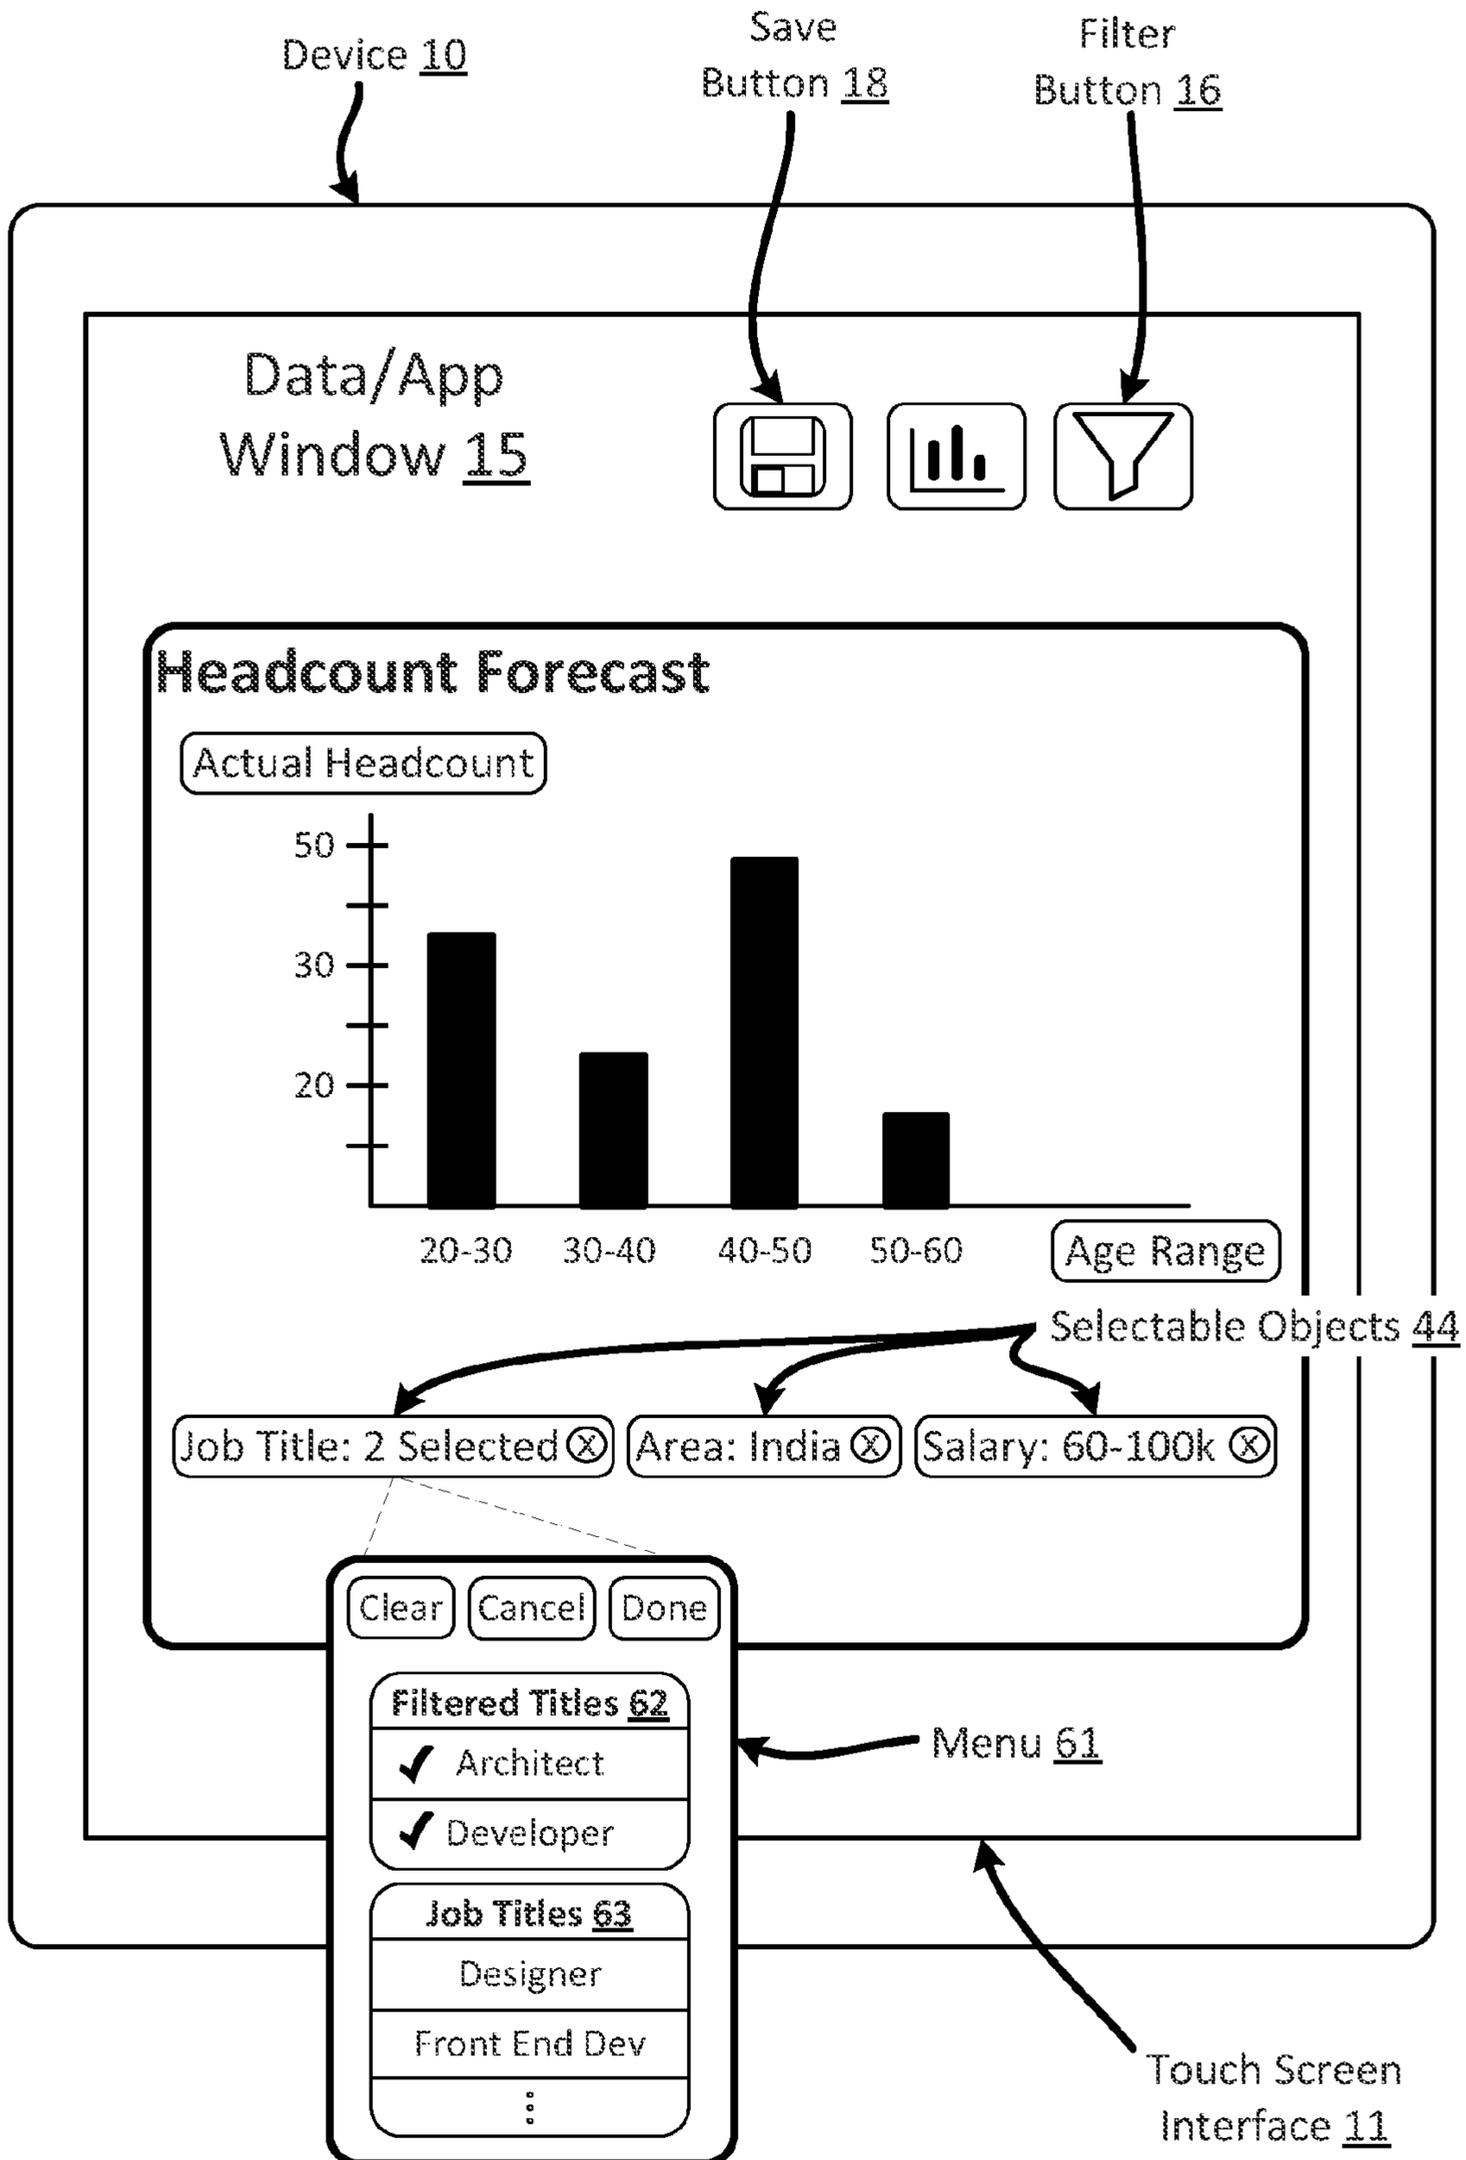 Device 10
Save
Button 18
Filter
Button 16
Data/App
Window 15
Headcount Forecast
Actual Headcount
50
30
20
20-30 30-40 40-50 50-60
Age Range
Selectable Objects 44
Job Title: 2 Selected X
Area: India X
Salary: 60-100k X
Clear Cancel Done
Filtered Titles 62
Architect
Developer
Menu 61
Job Titles 63
Designer
Front End Dev
Touch Screen
Interface 11